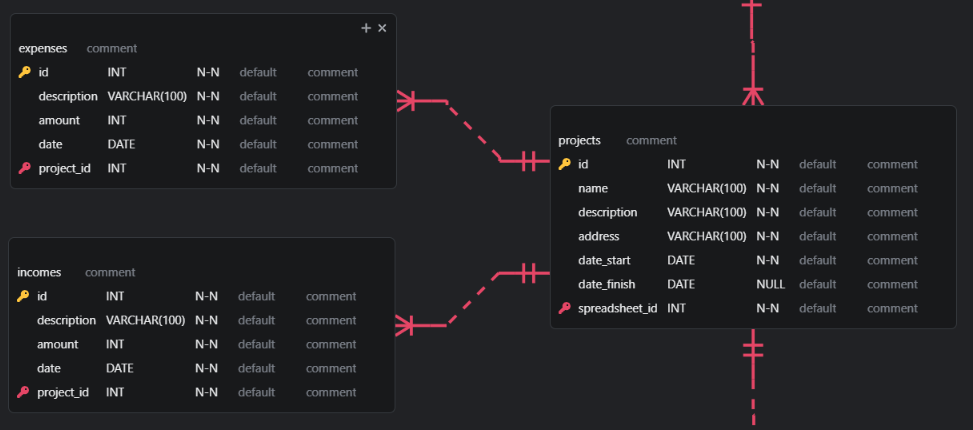 + ×
expenses comment
id INT N-N default comment
description VARCHAR(100) N-N default comment
amount INT N-N default comment
date DATE N-N default comment
project_id INT N-N default comment
projects comment
id INT N-N default comment
name VARCHAR(100) N-N default comment
description VARCHAR(100) N-N default comment
address VARCHAR(100) N-N default comment
date_start DATE N-N default comment
date_finish DATE NULL default comment
spreadsheet_id INT N-N default comment
incomes comment
id INT N-N default comment
description VARCHAR(100) N-N default comment
amount INT N-N default comment
date DATE N-N default comment
project_id INT N-N default comment